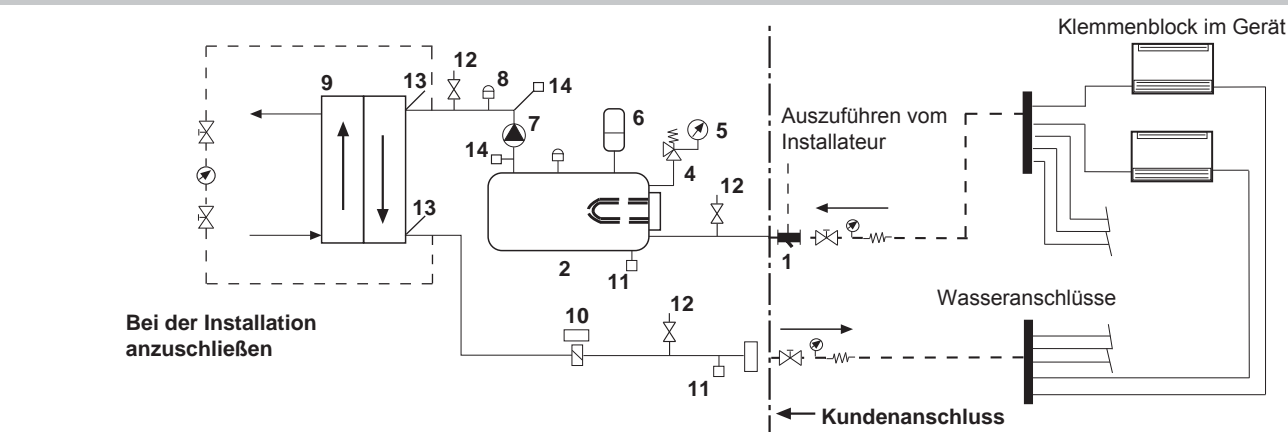 Klemmenblock im Gerät
12
9
13
8
14
6
7
5
Auszuführen vom
Installateur
14
4
12
13
2
11
1
Wasseranschlüsse
Bei der Installation
anzuschließen
10
12
11
Kundenanschluss